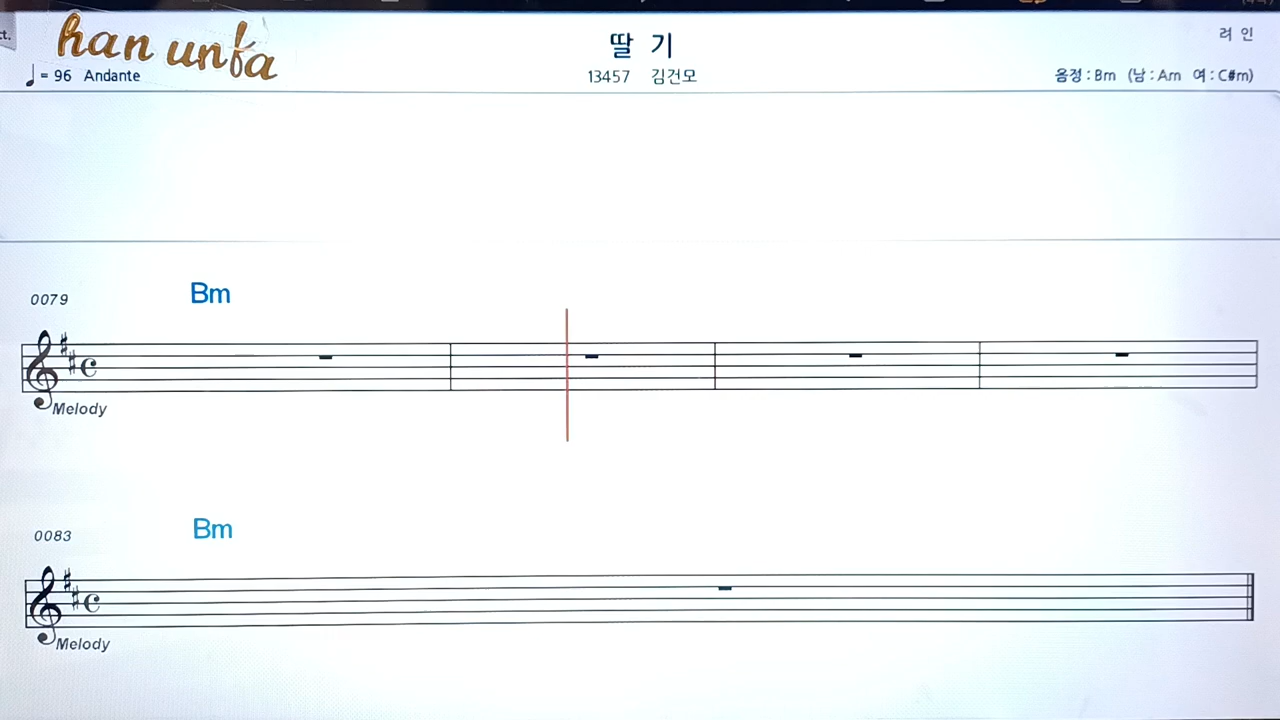 ct.
han unfa
딸 기
려 인
♩ = 96 Andante
13457 김건모
음정 : Bm (남 : Am 여 : C#m)
0079
Bm
Melody
0083
Bm
Melody